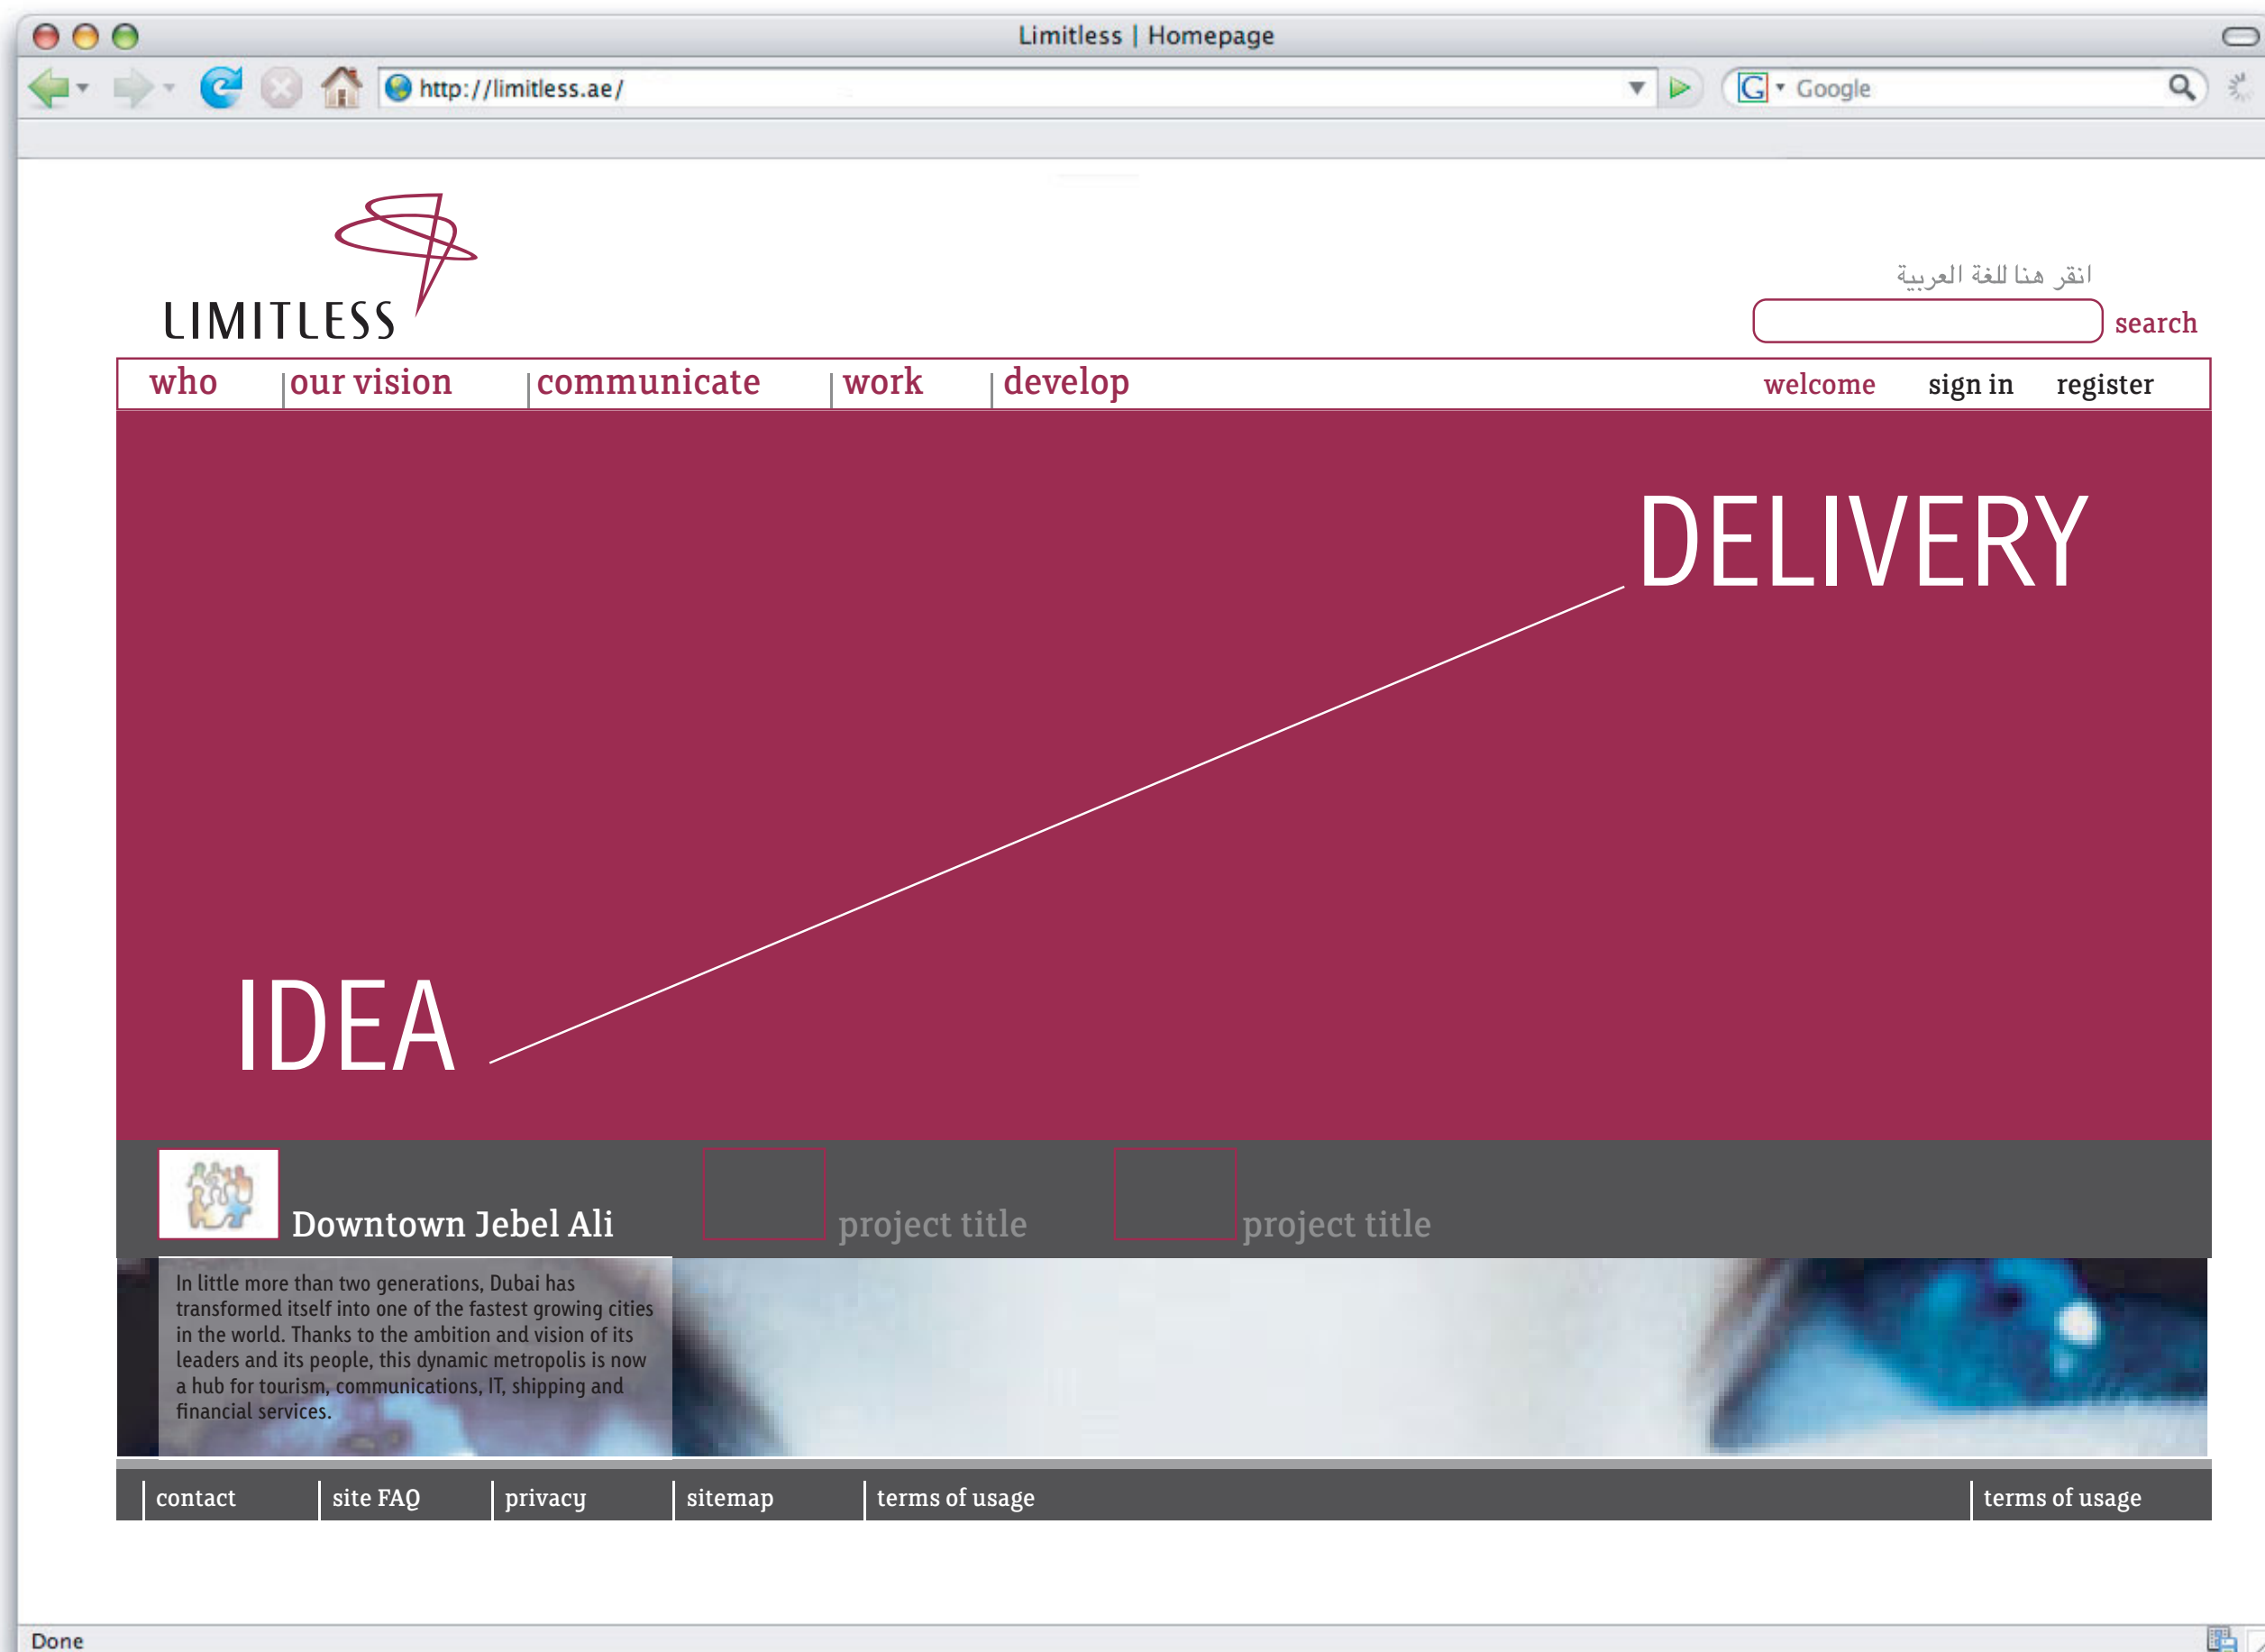 Limitless | Homepage
http://limitless.ae/
Google
LIMITLESS
انقر هنا للغة العربية
search
who our vision communicate work develop
welcome sign in register
DELIVERY
IDEA
Downtown Jebel Ali
project title
project title
In little more than two generations, Dubai has
transformed itself into one of the fastest growing cities
in the world. Thanks to the ambition and vision of its
leaders and its people, this dynamic metropolis is now
a hub for tourism, communications, IT, shipping and
financial services.
contact site FAQ privacy sitemap terms of usage terms of usage
Done